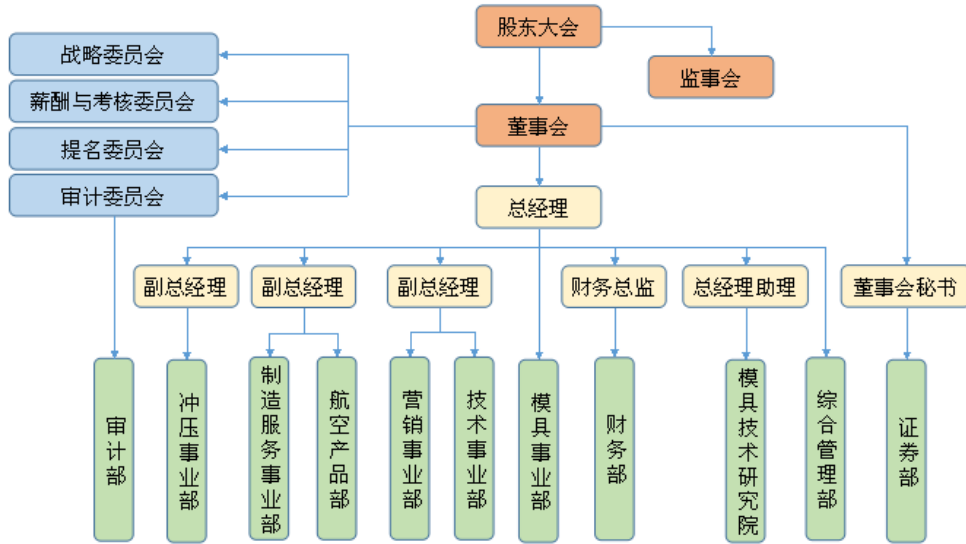 股东大会
监事会
战略委员会
薪酬与考核委员会
董事会
提名委员会
审计委员会
总经理
副总经理
副总经理
副总经理
财务总监
总经理助理
董事会秘书
审计部
冲压事业部
制造服务事业部
航空产品部
营销事业部
技术事业部
模具事业部
财务部
模具技术研究院
综合管理部
证券部